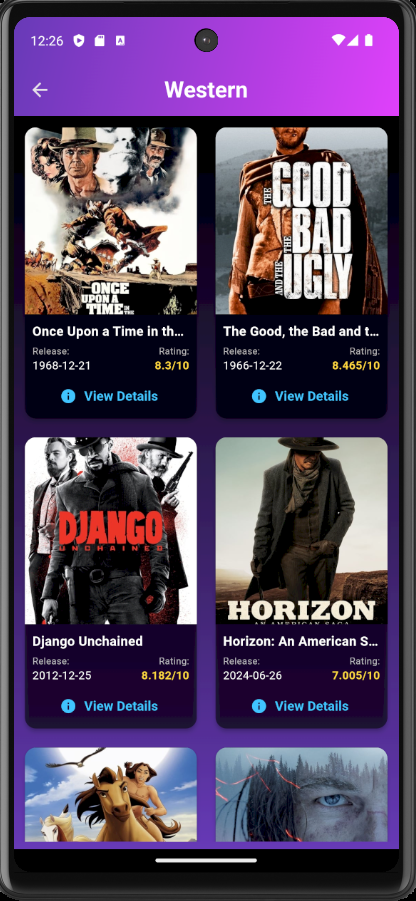 12:26
Western
ONCE
UPON A
TIME IN THE
THE GOOD
THE BAD
AND THE UGLY
Once Upon a Time in th...
The Good, the Bad and t...
Release:
Rating:
1968-12-21
8.3/10
Release:
Rating:
1966-12-22
8.465/10
View Details
View Details
DJANGO
UNCHAINED
HORIZON
AN AMERICAN SAGA
Django Unchained
Horizon: An American S...
Release:
Rating:
2012-12-25
8.182/10
Release:
Rating:
2024-06-26
7.005/10
View Details
View Details